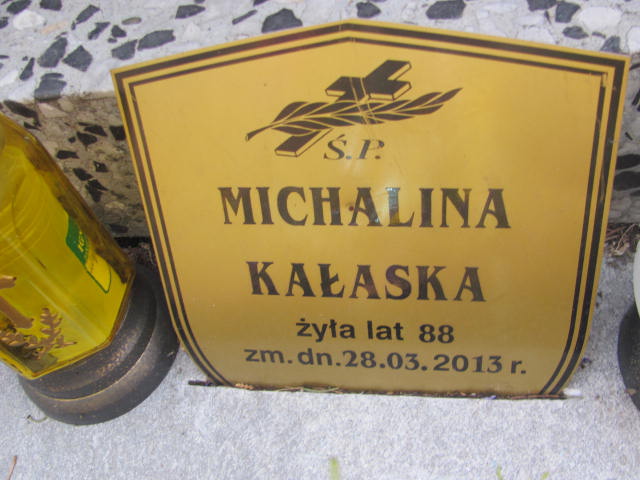 Ś.P.
MICHALINA
KAŁASKA
żyła lat 88
zm. dn. 28.03.2013 r.